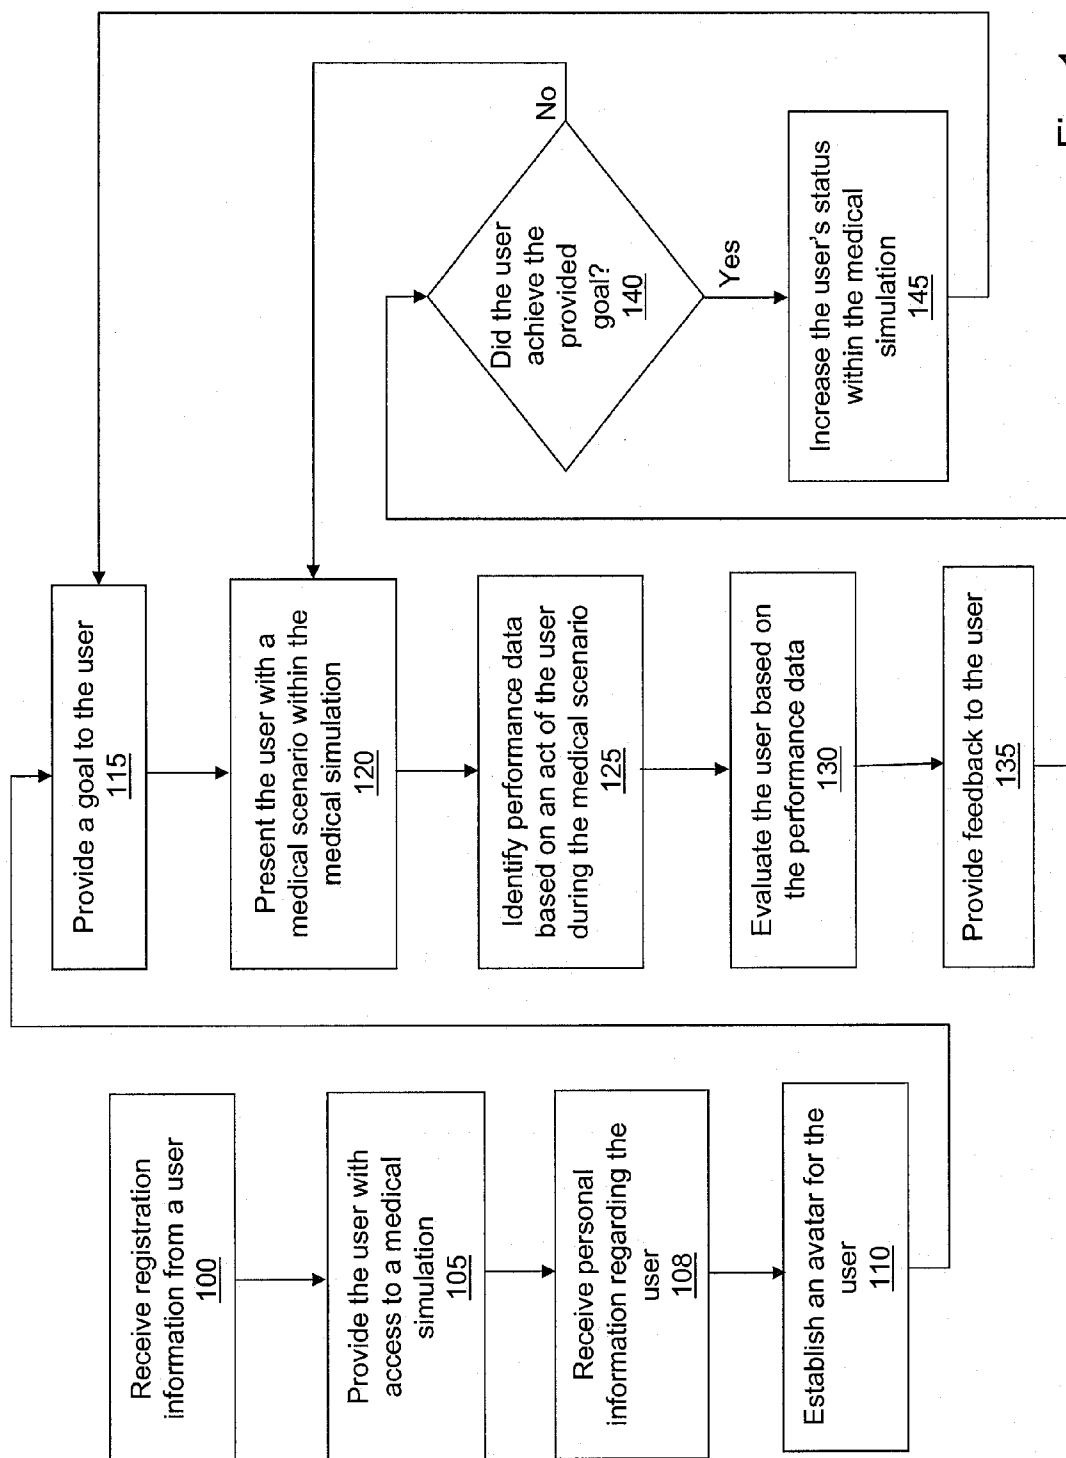 Receive registration
information from a user
100
Provide the user with
access to a medical
simulation
105
Receive personal
information regarding the
user
108
Establish an avatar for the
user
110
Provide a goal to the user
115
Present the user with a
medical scenario within the
medical simulation
120
Identify performance data
based on an act of the user
during the medical scenario
125
Evaluate the user based on
the performance data
130
Provide feedback to the user
135
Did the user
achieve the
provided
goal?
140
No
Yes
Increase the user's status
within the medical
simulation
145